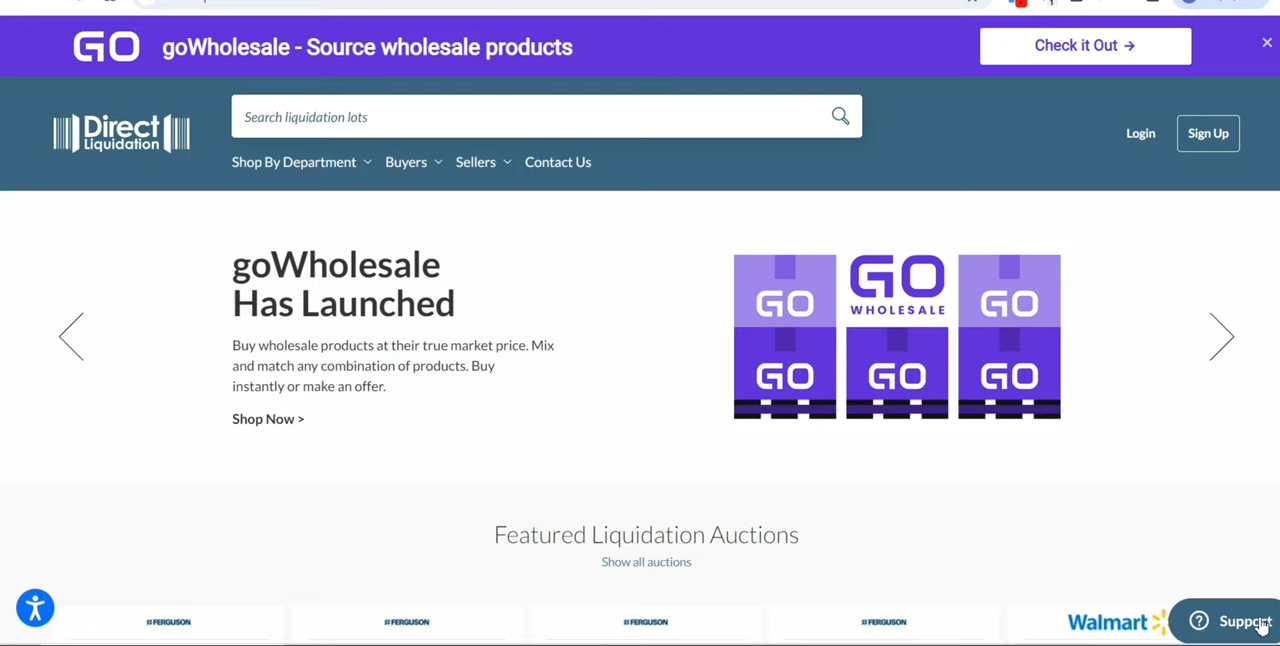 GO
goWholesale - Source wholesale products
Check it Out →
×
Direct
Liquidation
Search liquidation lots
Shop By Department
Buyers
Sellers
Contact Us
Login
Sign Up
goWholesale
Has Launched
Buy wholesale products at their true market price. Mix
and match any combination of products. Buy
instantly or make an offer.
Shop Now >
GO
GO
WHOLESALE
GO
GO
GO
GO
Featured Liquidation Auctions
Show all auctions
FERGUSON
FERGUSON
FERGUSON
FERGUSON
Walmart
? Support